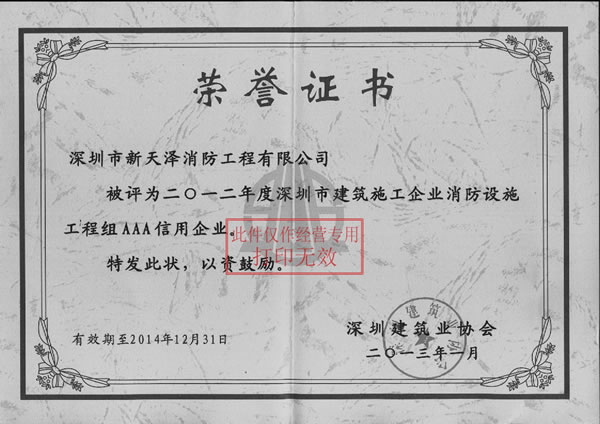 荣誉证书
深圳市新天泽消防工程有限公司
被评为二〇一二年度深圳市建筑施工企业消防设施
工程组AAA信用企业。
此件仅作经营专用
打印无效
特发此状，以资鼓励。
深圳建筑业协会
有效期至2014年12月31日
二〇一三年一月